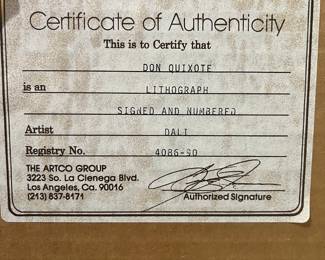 Certificate of Authenticity
This is to Certify that
DON QUIXOTE
is an LITHOGRAPH
SIGNED AND NUMBERED
Artist DALI
Registry No. 4086-90
THE ARTCO GROUP
3223 So. La Cienega Blvd.
Los Angeles, Ca. 90016
(213) 837-8171
Authorized Signature